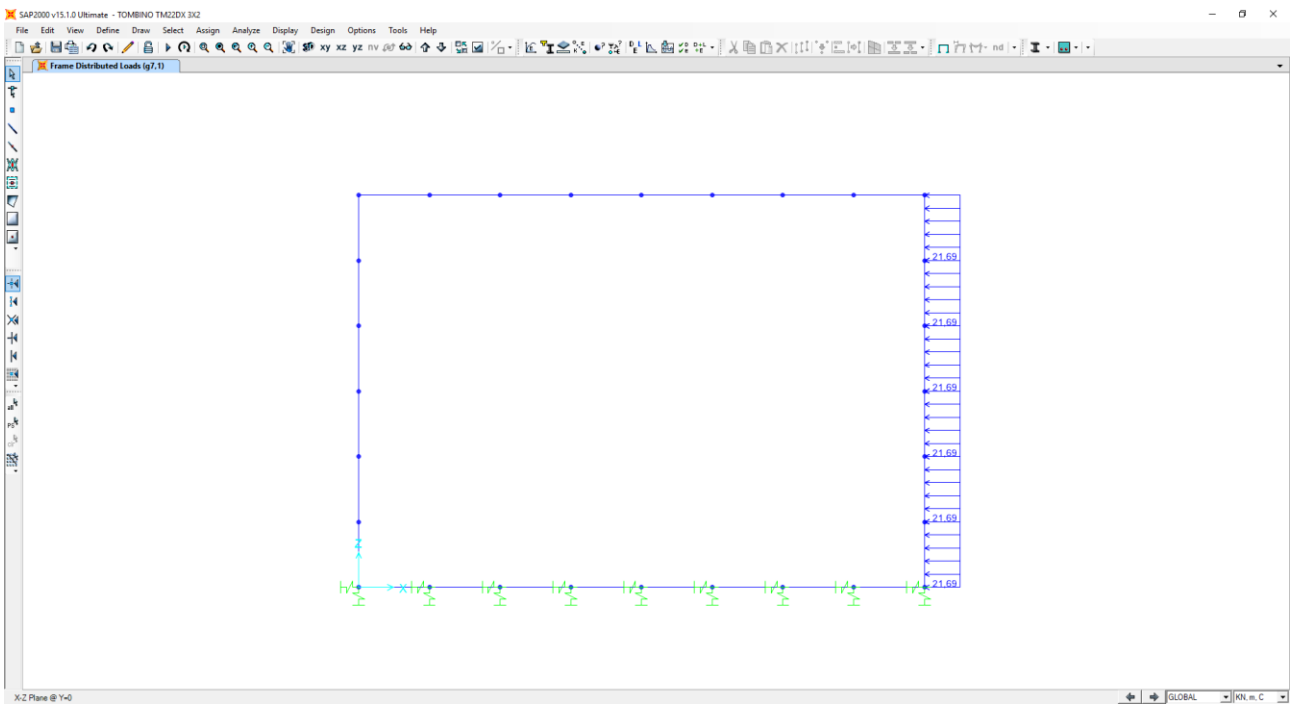 SAP2000 v15.1.0 Ultimate - TOMBINO TM22DX 3X2
File Edit View Define Draw Select Assign Analyze Display Design Options Tools Help
xy xz yz nv
nd
Frame Distributed Loads (g7,1)
21,69
21,69
21,69
21,69
21,69
21,69
Z
X
X-Z Plane @ Y=0
GLOBAL
KN, m, C